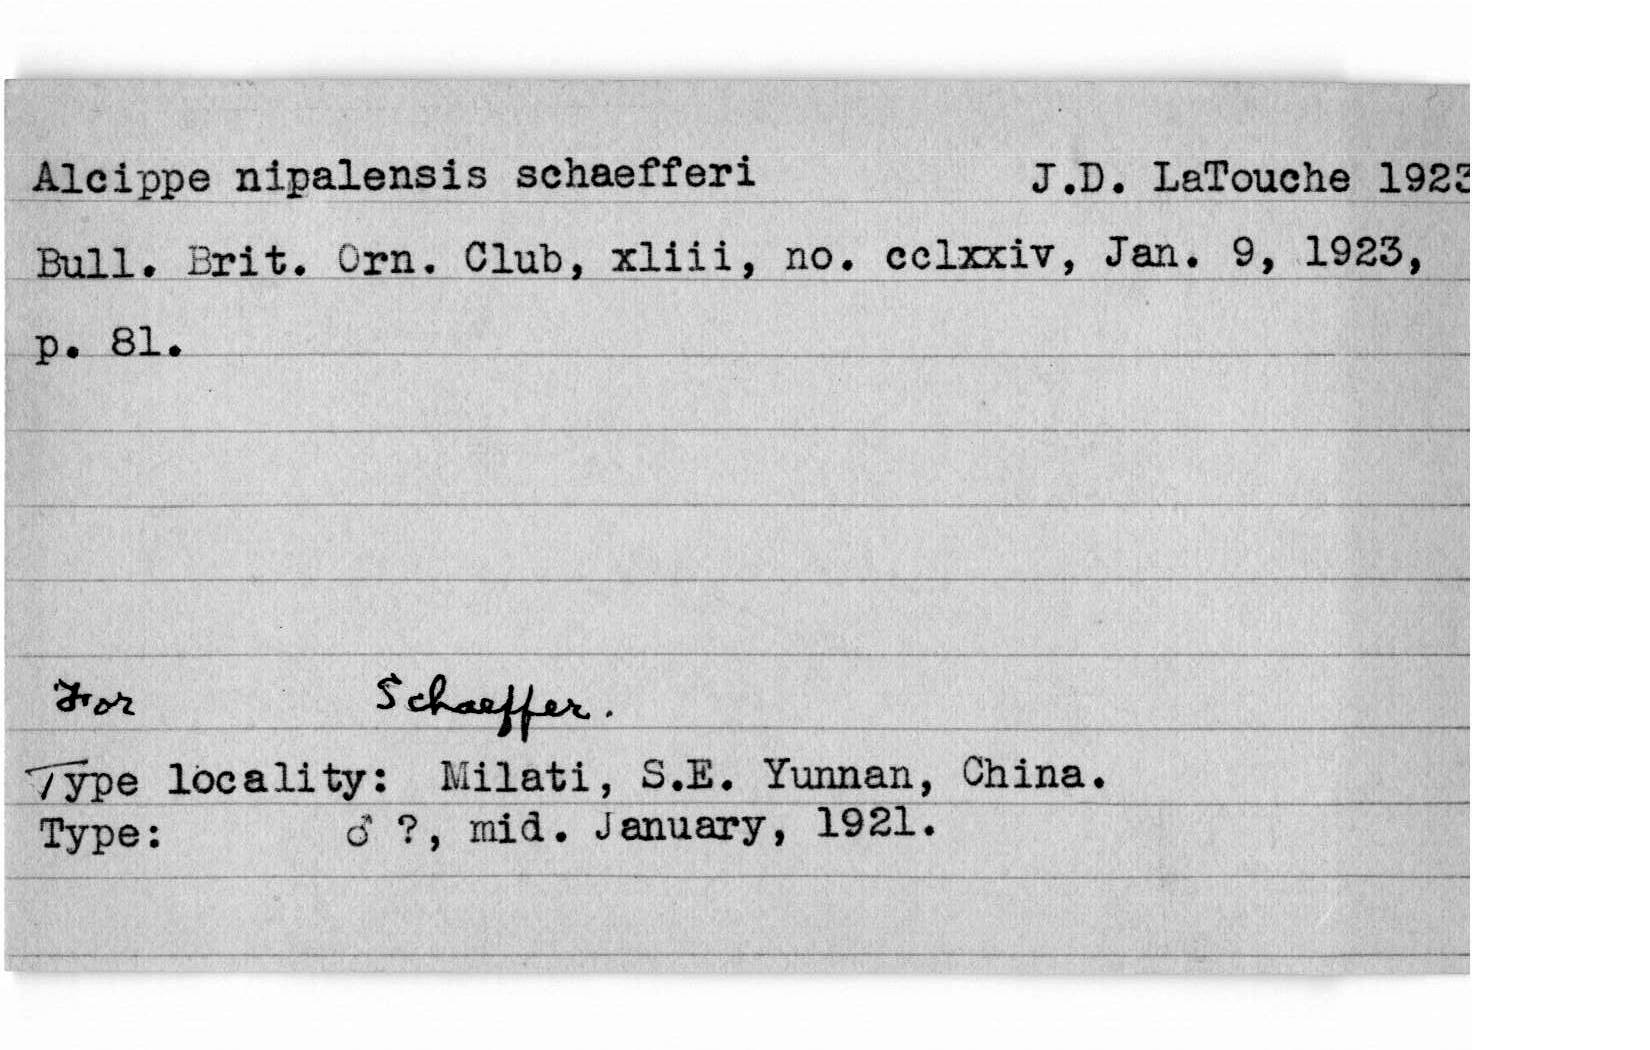 Alcippe nipalensis schaefferi J.D. LaTouche 1923
Bull. Brit. Orn. Club, xliii, no. cclxxiv, Jan. 9, 1923,
p. 81.
For Schaeffer.
Type locality: Milati, S.E. Yunnan, China.
Type: ♂ ?, mid. January, 1921.